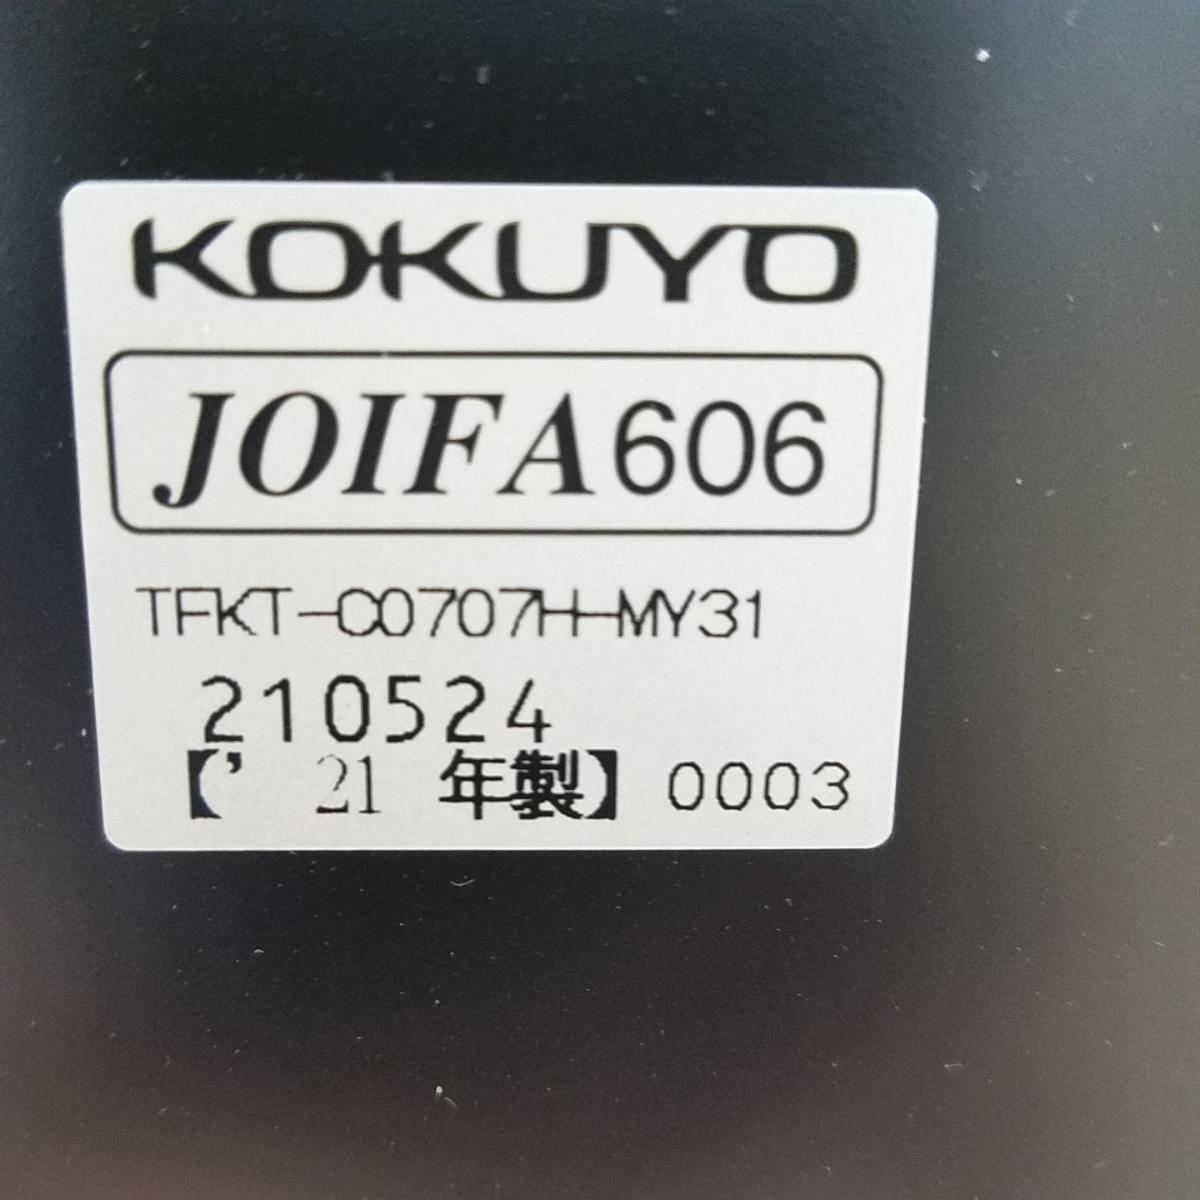 KOKUYO
JOIFA606
TFKT-C0707H-MY31
210524
【’21 年製】 0003